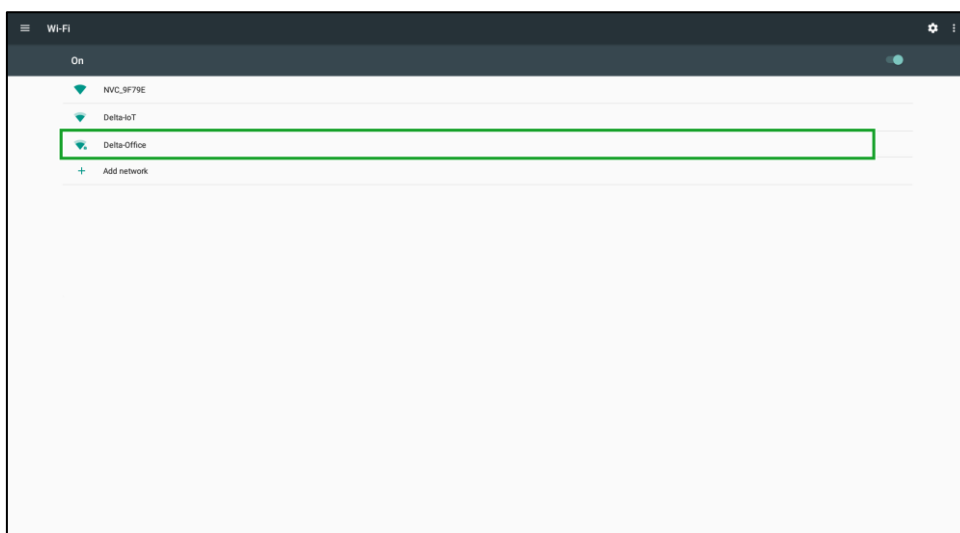 Wi-Fi
On
NVC_9F79E
Delta-IoT
Delta-Office
Add network